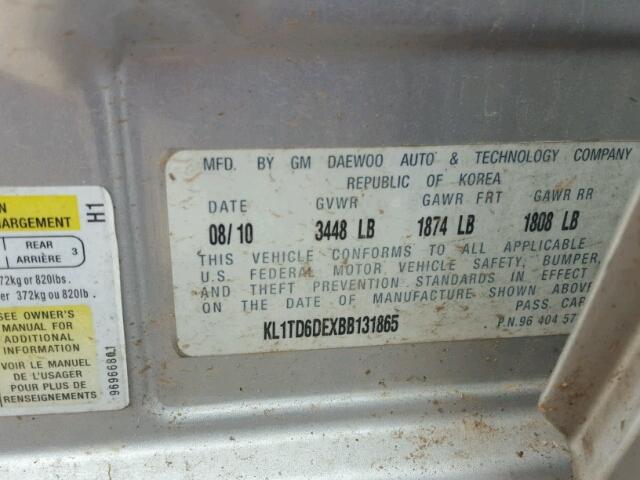 N
HARGEMENT
REAR
ARRIÈRE 3
72kg or 820lbs.
er 372kg ou 820lb.
SEE OWNER'S
MANUAL FOR
ADDITIONAL
INFORMATION
VOIR LE MANUEL
DE L'USAGER
POUR PLUS DE
RENSEIGNEMENTS
H1
96966801
MFD. BY GM DAEWOO AUTO & TECHNOLOGY COMPANY
REPUBLIC OF KOREA
DATE GVWR GAWR FRT GAWR RR
08/10 3448 LB 1874 LB 1808 LB
THIS VEHICLE CONFORMS TO ALL APPLICABLE
U.S. FEDERAL MOTOR VEHICLE SAFETY, BUMPER,
AND THEFT PREVENTION STANDARDS IN EFFECT
ON THE DATE OF MANUFACTURE SHOWN ABOVE
PASS CAR
KL1TD6DEXBB131865
P.N.96 404 57